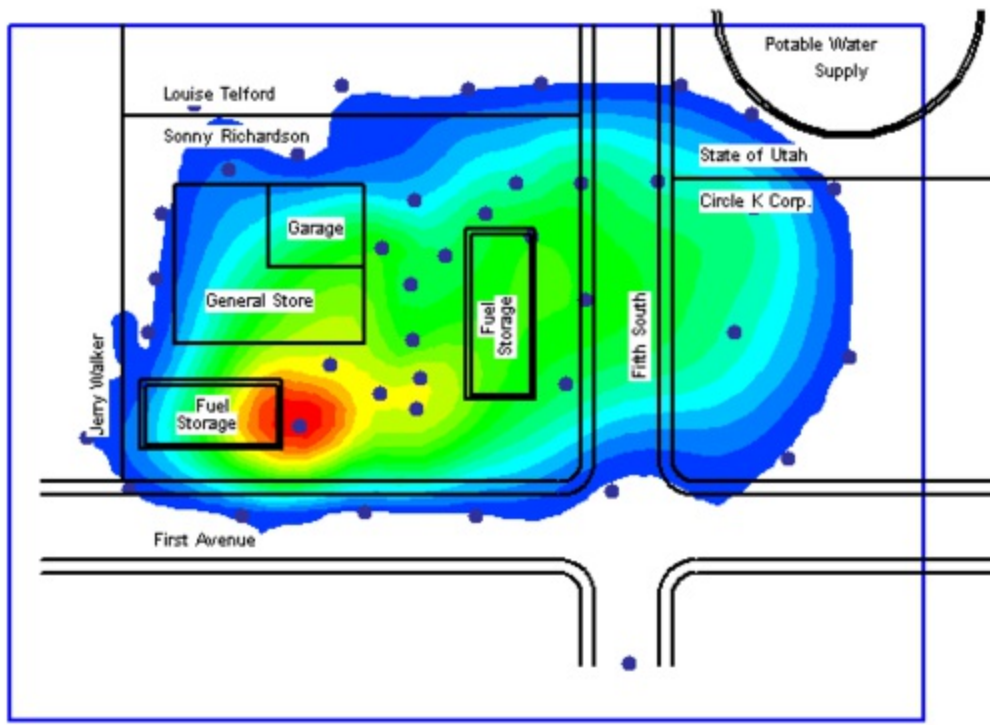 Potable Water
Supply
Louise Telford
Sonny Richardson
State of Utah
Circle K Corp.
Garage
General Store
Fuel
Storage
Fifth South
Jerry Walker
Fuel
Storage
First Avenue